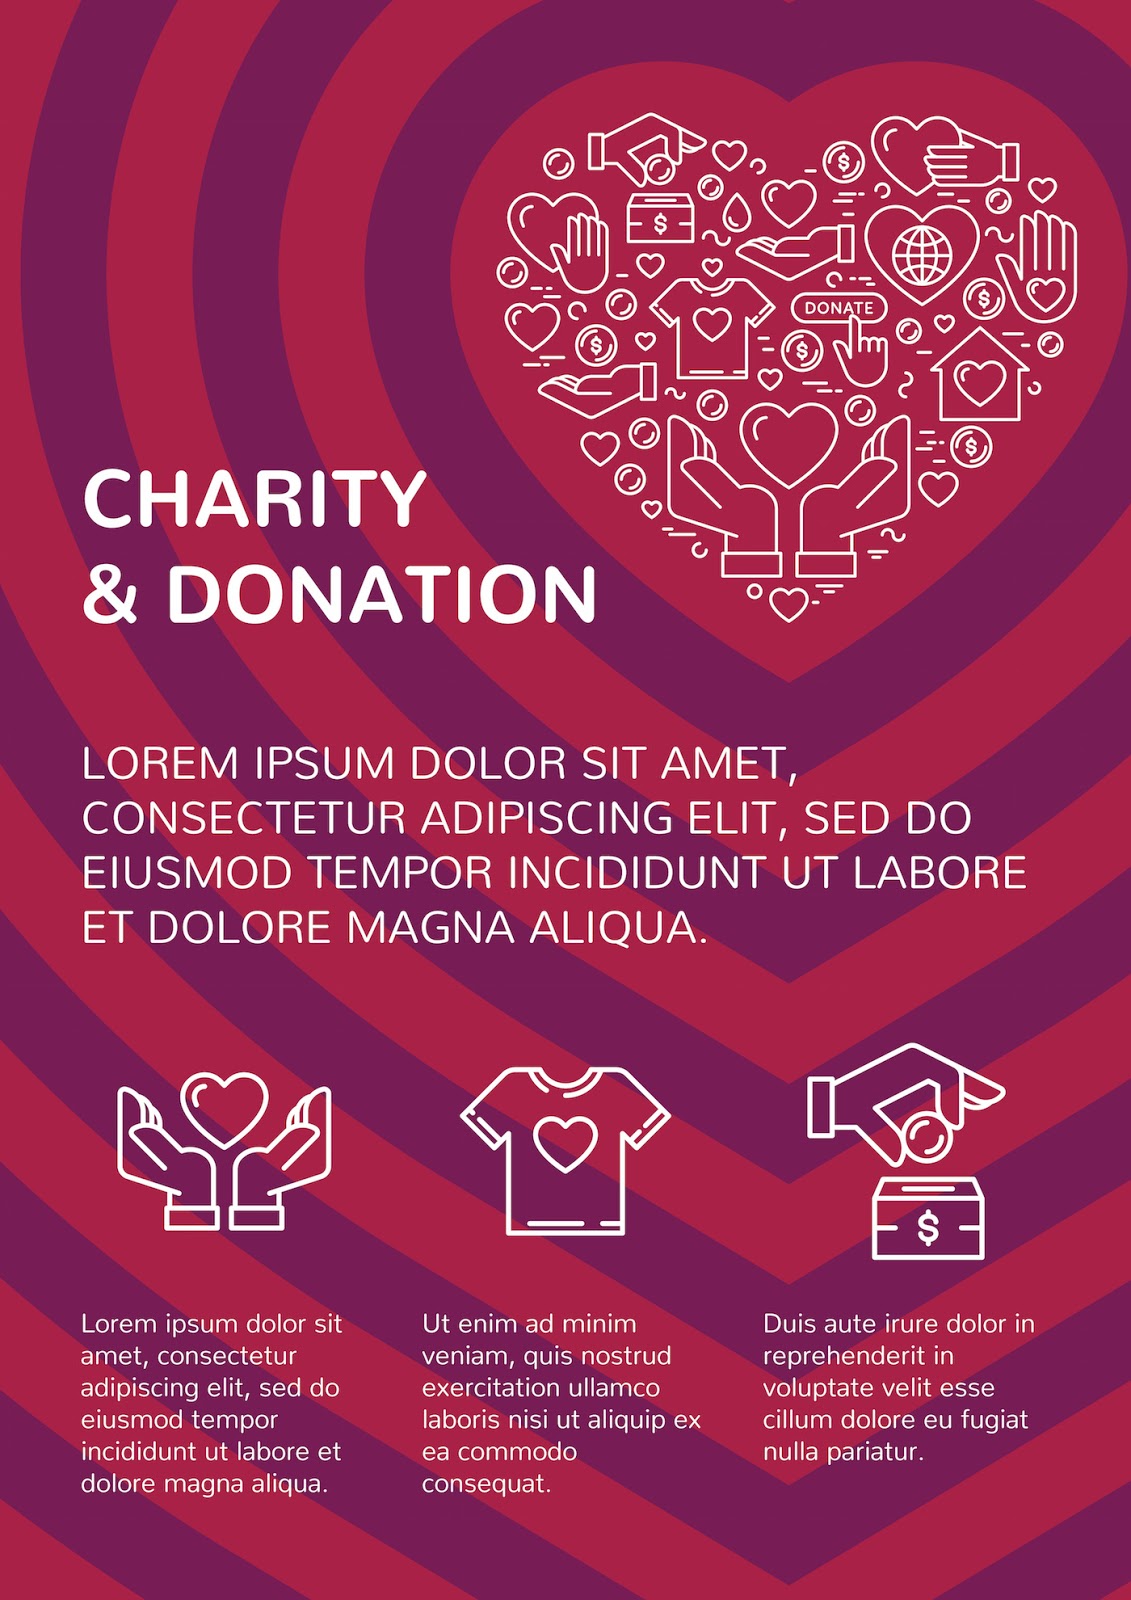 $
$
DONATE
$
$
$
$
CHARITY
& DONATION
LOREM IPSUM DOLOR SIT AMET,
CONSECTETUR ADIPISCING ELIT, SED DO
EIUSMOD TEMPOR INCIDIDUNT UT LABORE
ET DOLORE MAGNA ALIQUA.
$
Lorem ipsum dolor sit
amet, consectetur
adipiscing elit, sed do
eiusmod tempor
incididunt ut labore et
dolore magna aliqua.
Ut enim ad minim
veniam, quis nostrud
exercitation ullamco
laboris nisi ut aliquip ex
ea commodo
consequat.
Duis aute irure dolor in
reprehenderit in
voluptate velit esse
cillum dolore eu fugiat
nulla pariatur.